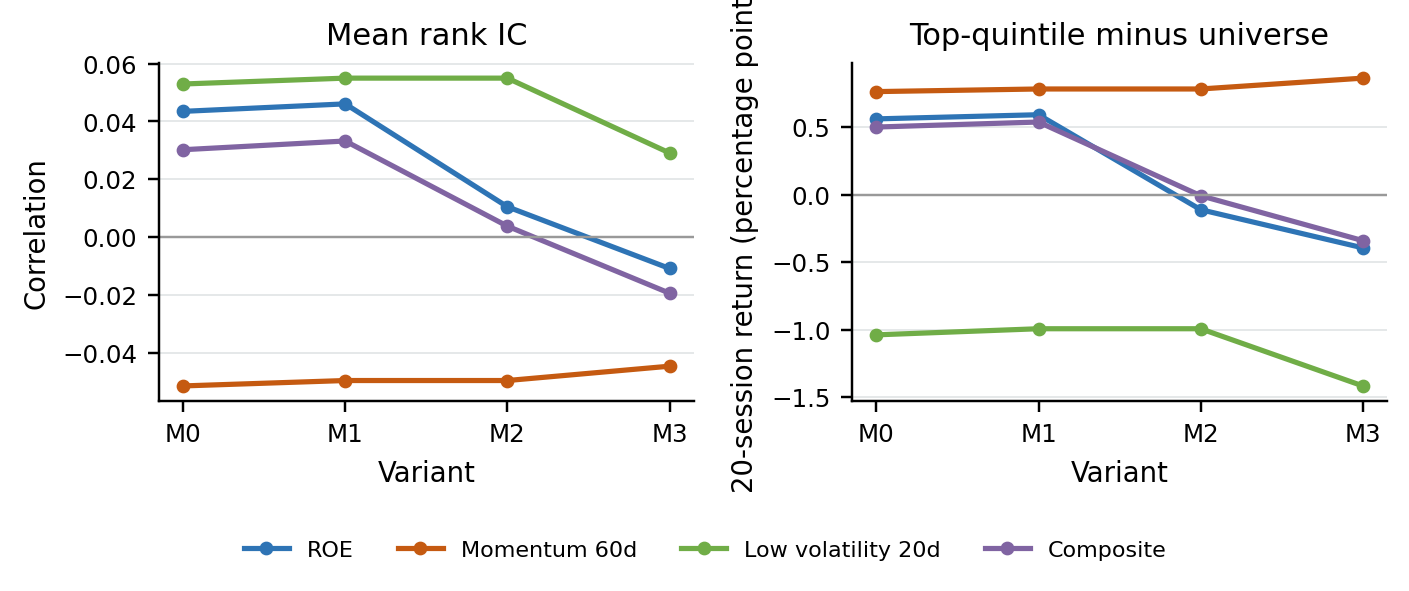 Mean rank IC
Correlation
0.06
0.04
0.02
0.00
−0.02
−0.04
M0 M1 M2 M3
Variant
Top-quintile minus universe
20-session return (percentage point
0.5
0.0
−0.5
−1.0
−1.5
M0 M1 M2 M3
Variant
ROE Momentum 60d Low volatility 20d Composite